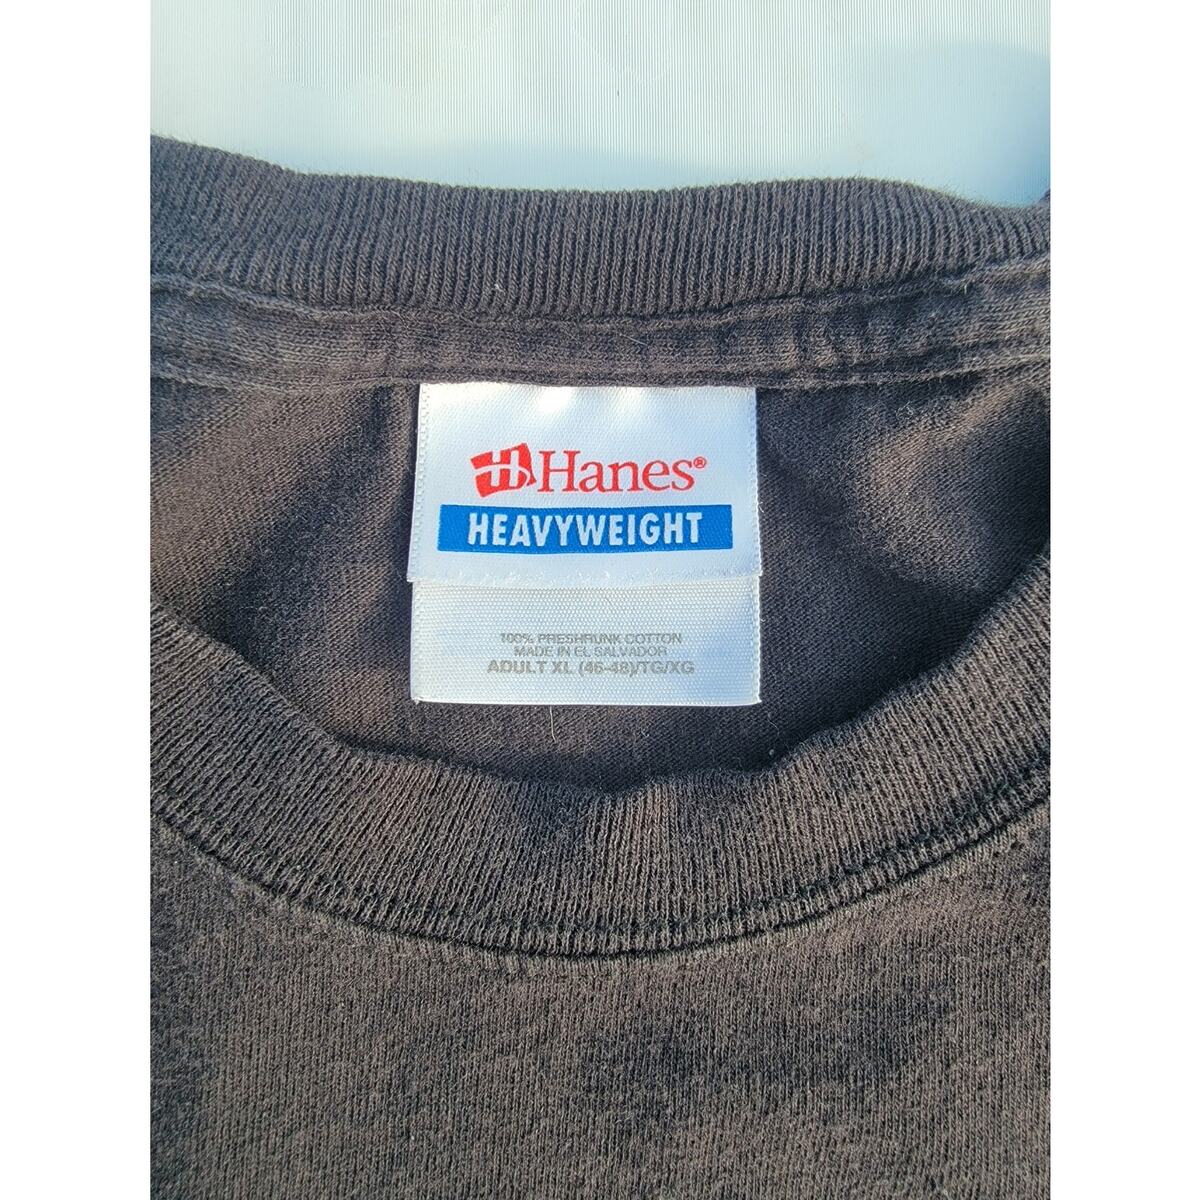 Hanes®
HEAVYWEIGHT
100% PRESHRUNK COTTON
MADE IN EL SALVADOR
ADULT XL (46-48)/TG/XG